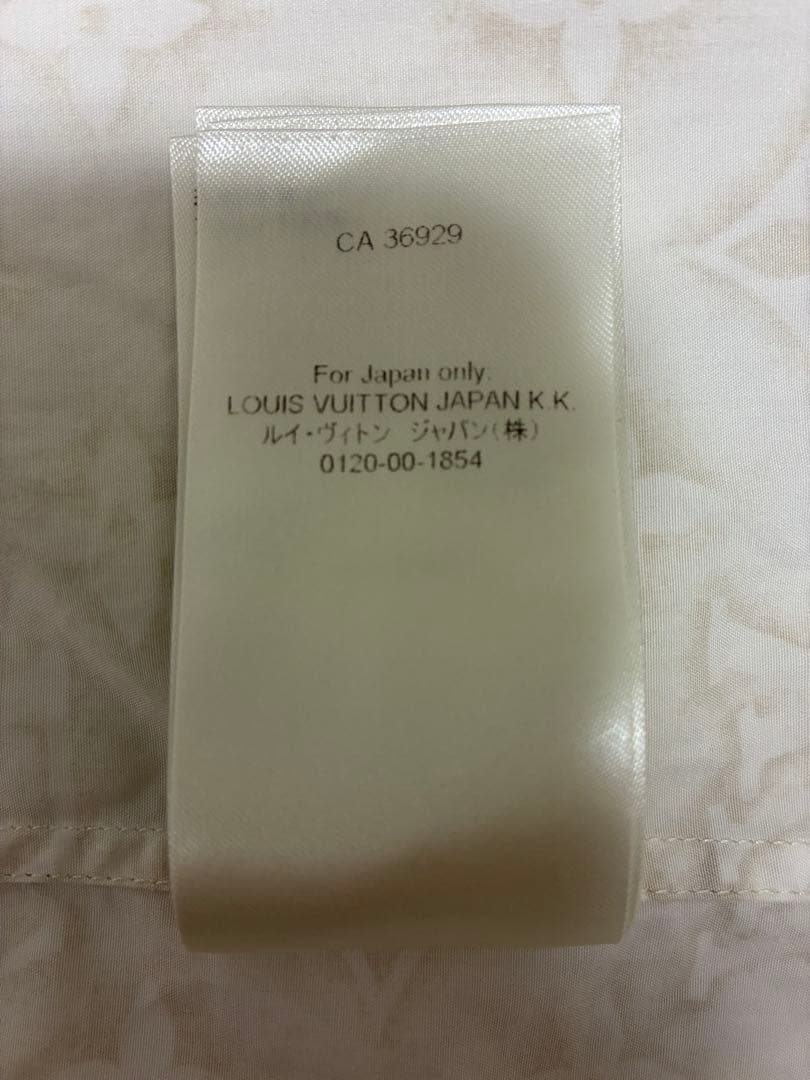 CA 36929
For Japan only:
LOUIS VUITTON JAPAN K.K.
ルイ・ヴィトン ジャパン(株)
0120-00-1854